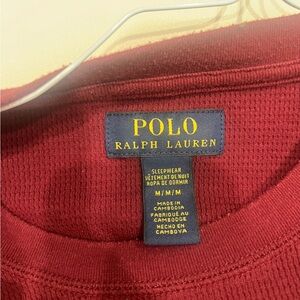 POLO
RALPH LAUREN
SLEEPWEAR
VÊTEMENT DE NUIT
ROPA DE DORMIR
M/M/M
MADE IN
CAMBODIA
FABRIQUÉ AU
CAMBODGE
HECHO EN
CAMBOYA